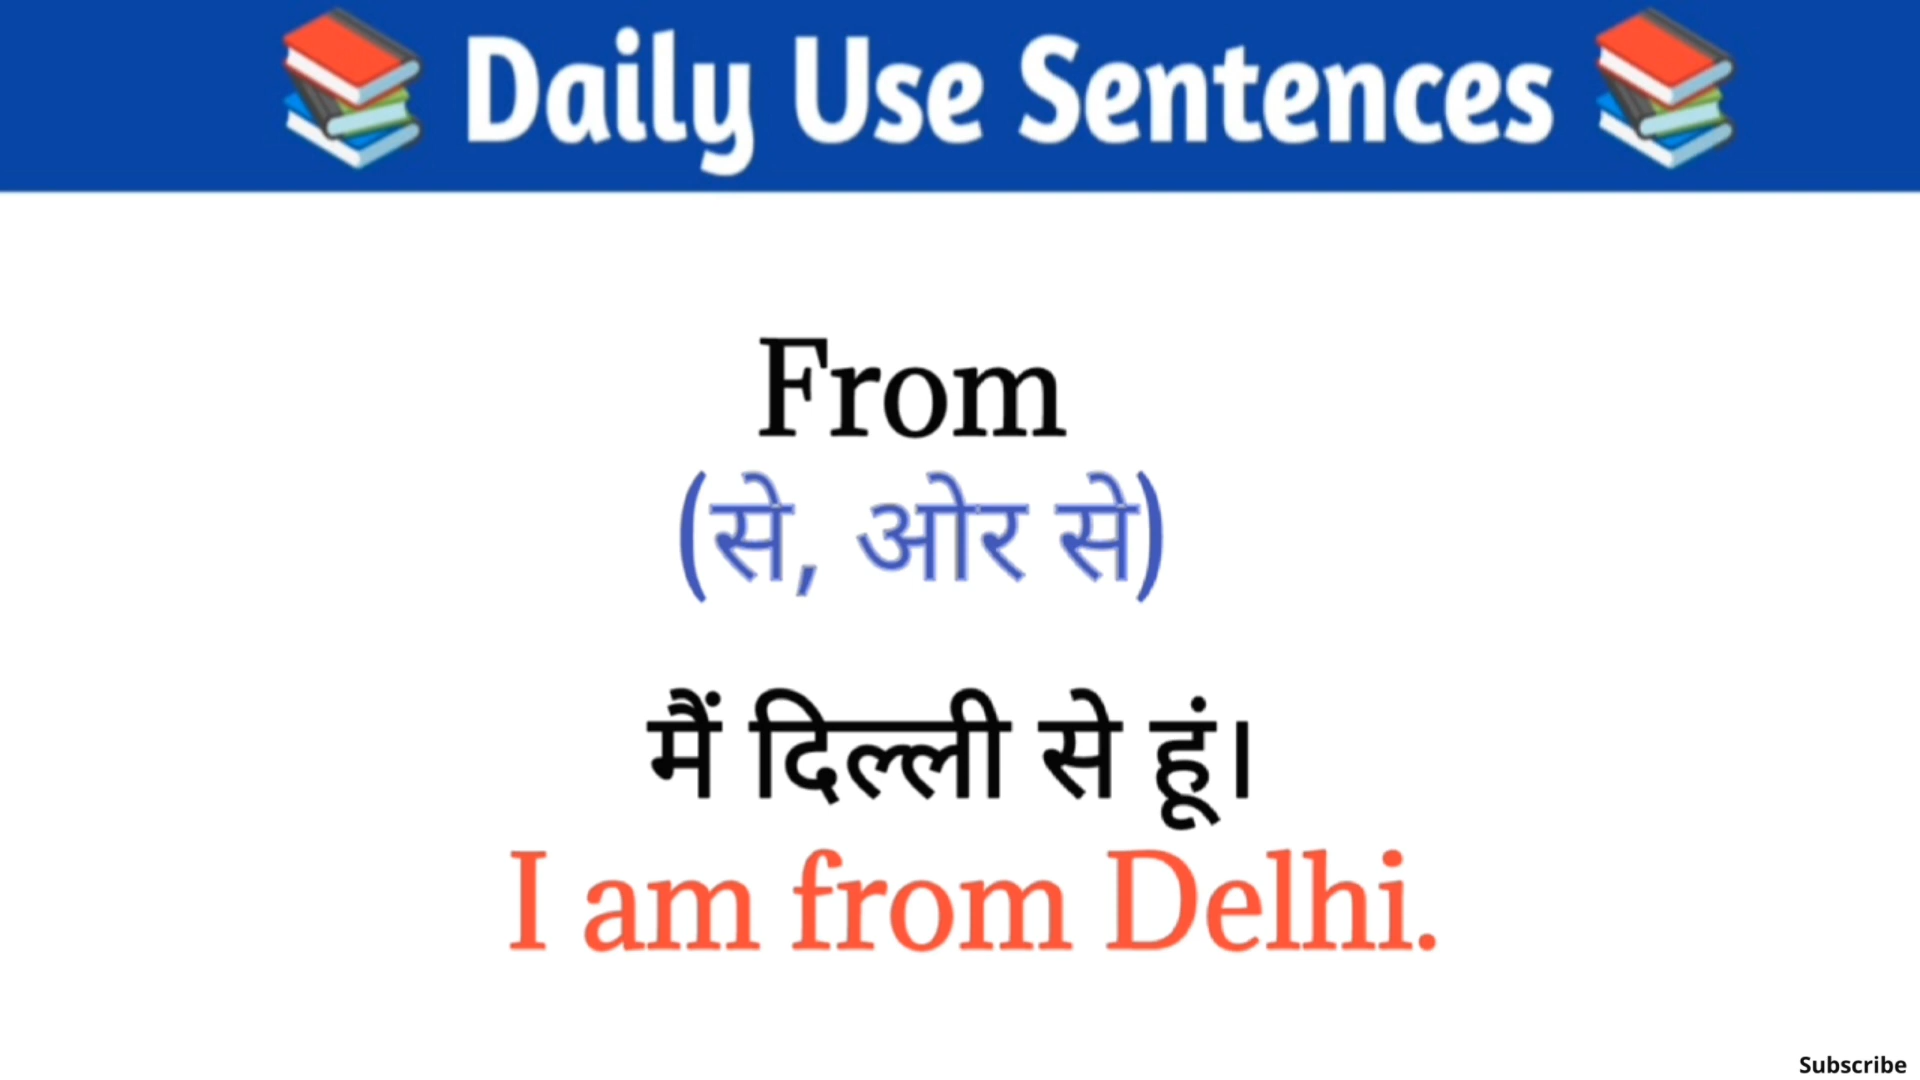 Daily Use Sentences
From
(से, ओर से)
मैं दिल्ली से हूं।
I am from Delhi.
Subscribe